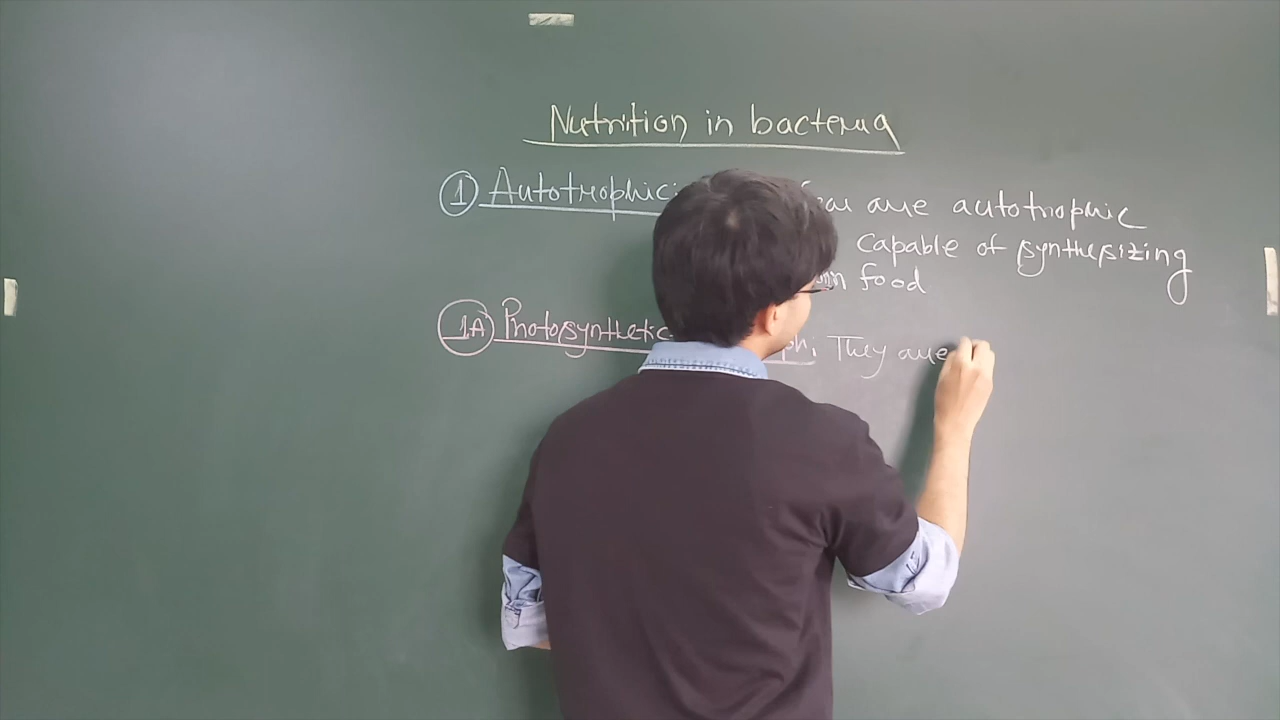 Nutrition in bacteria
1 Autotrophic: are autotrophic
capable of synthesizing
food
1A Photosynthetic They are